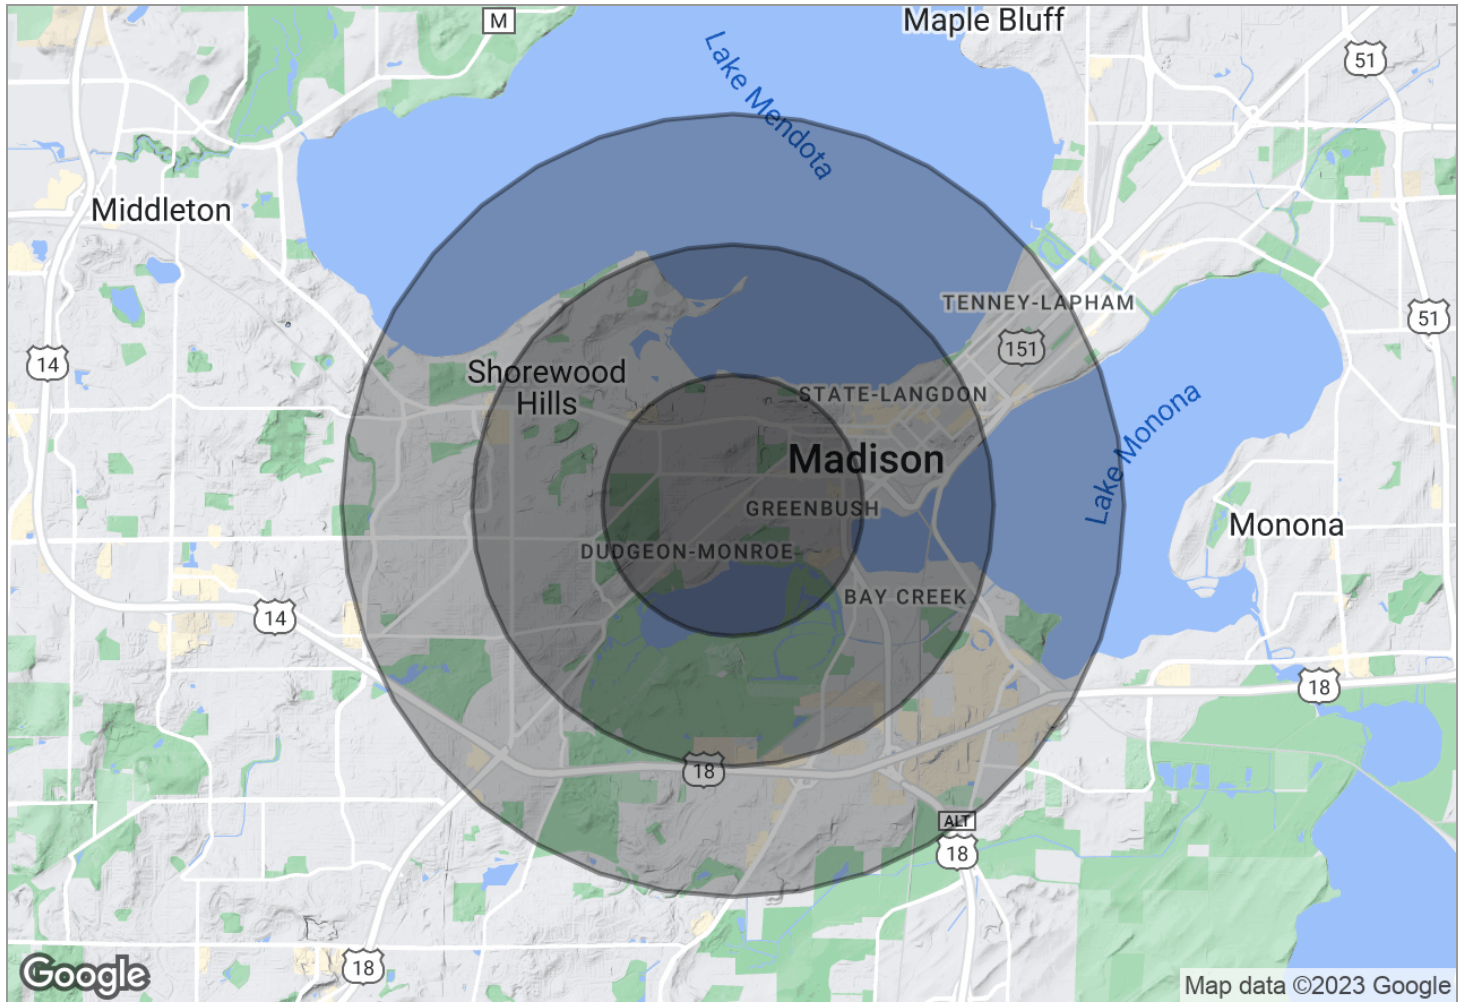 M
Maple Bluff
51
Lake Mendota
Middleton
TENNEY-LAPHAM
51
14
151
Shorewood
Hills
STATE-LANGDON
Lake Monona
Madison
GREENBUSH
Monona
DUDGEON-MONROE
BAY CREEK
14
18
18
ALT
18
18
Google
Map data ©2023 Google